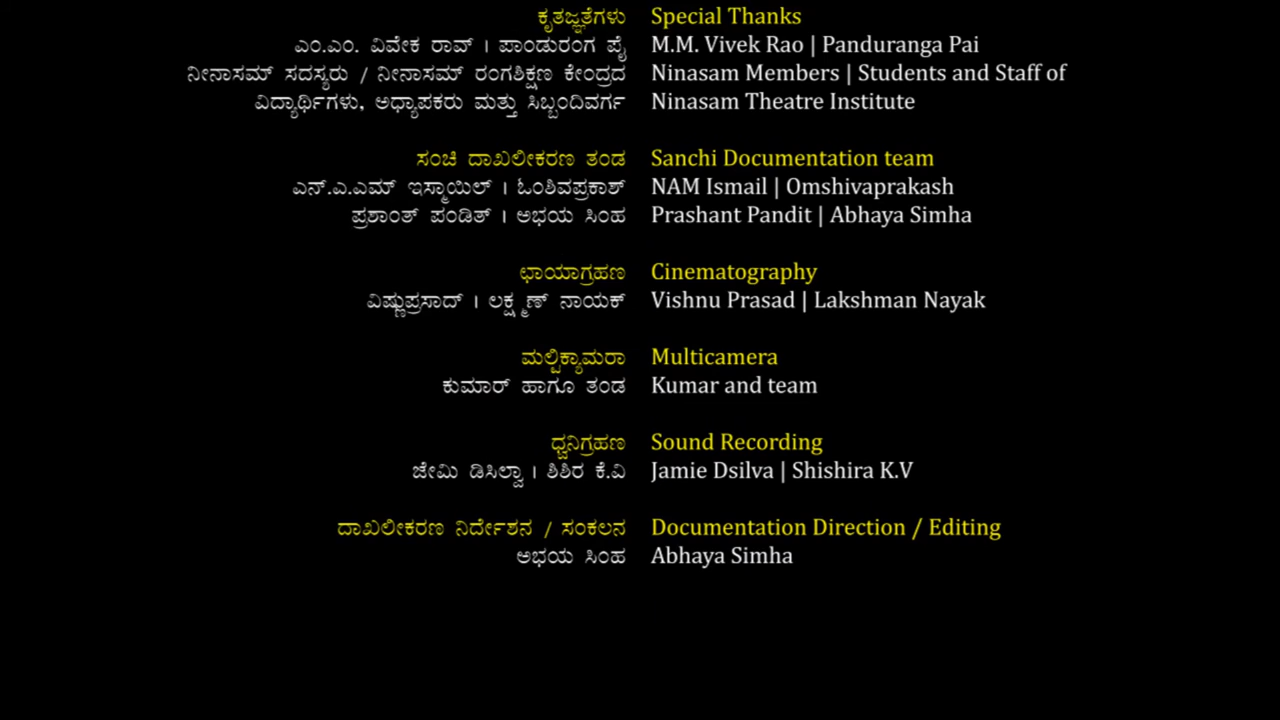 ಕೃತಜ್ಞತೆಗಳು Special Thanks
ಎಂ.ಎಂ. ವಿವೇಕ ರಾವ್ | ಪಾಂಡುರಂಗ ಪೈ M.M. Vivek Rao | Panduranga Pai
ನೀನಾಸಮ್ ಸದಸ್ಯರು / ನೀನಾಸಮ್ ರಂಗಶಿಕ್ಷಣ ಕೇಂದ್ರದ Ninasam Members | Students and Staff of
ವಿದ್ಯಾರ್ಥಿಗಳು, ಅಧ್ಯಾಪಕರು ಮತ್ತು ಸಿಬ್ಬಂದಿವರ್ಗ Ninasam Theatre Institute
ಸಂಚಿ ದಾಖಲೀಕರಣ ತಂಡ Sanchi Documentation team
ಎನ್.ಎ.ಎಮ್ ಇಸ್ಮಾಯಿಲ್ | ಓಂಶಿವಪ್ರಕಾಶ್ NAM Ismail | Omshivaprakash
ಪ್ರಶಾಂತ್ ಪಂಡಿತ್ | ಅಭಯ ಸಿಂಹ Prashant Pandit | Abhaya Simha
ಛಾಯಾಗ್ರಹಣ Cinematography
ವಿಷ್ಣುಪ್ರಸಾದ್ | ಲಕ್ಷ್ಮಣ್ ನಾಯಕ್ Vishnu Prasad | Lakshman Nayak
ಮಲ್ಟಿಕ್ಯಾಮರಾ Multicamera
ಕುಮಾರ್ ಹಾಗೂ ತಂಡ Kumar and team
ಧ್ವನಿಗ್ರಹಣ Sound Recording
ಜೇಮಿ ಡಿಸಿಲ್ವಾ | ಶಿಶಿರ ಕೆ.ವಿ Jamie Dsilva | Shishira K.V
ದಾಖಲೀಕರಣ ನಿರ್ದೇಶನ / ಸಂಕಲನ Documentation Direction / Editing
ಅಭಯ ಸಿಂಹ Abhaya Simha